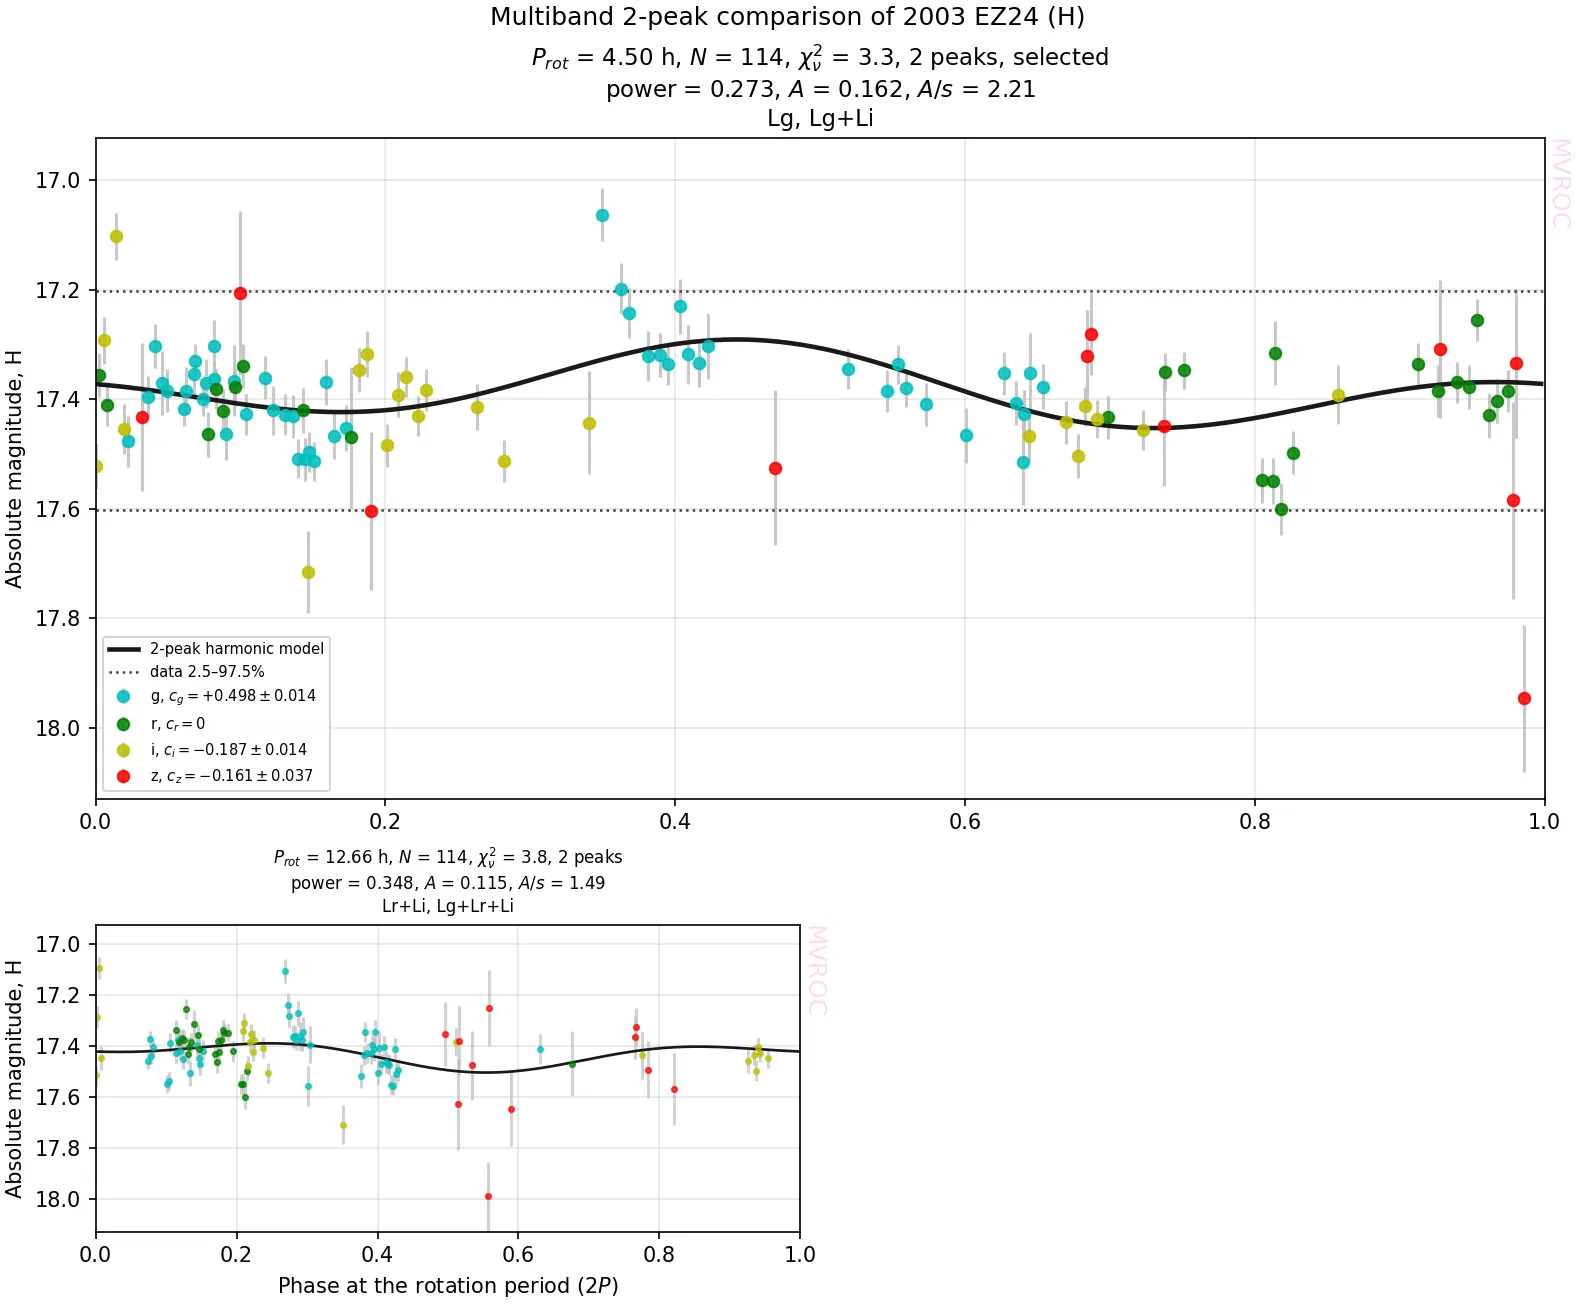 Multiband 2-peak comparison of 2003 EZ24 (H)
P_rot = 4.50 h, N = 114, χ²_ν = 3.3, 2 peaks, selected
power = 0.273, A = 0.162, A/s = 2.21
Lg, Lg+Li
MVROC
Absolute magnitude, H
17.0
17.2
17.4
17.6
17.8
18.0
2-peak harmonic model
data 2.5–97.5%
g, c_g = +0.498 ± 0.014
r, c_r = 0
i, c_i = −0.187 ± 0.014
z, c_z = −0.161 ± 0.037
0.0 0.2 0.4 0.6 0.8 1.0
P_rot = 12.66 h, N = 114, χ²_ν = 3.8, 2 peaks
power = 0.348, A = 0.115, A/s = 1.49
Lr+Li, Lg+Lr+Li
MVROC
Absolute magnitude, H
17.0
17.2
17.4
17.6
17.8
18.0
0.0 0.2 0.4 0.6 0.8 1.0
Phase at the rotation period (2P)